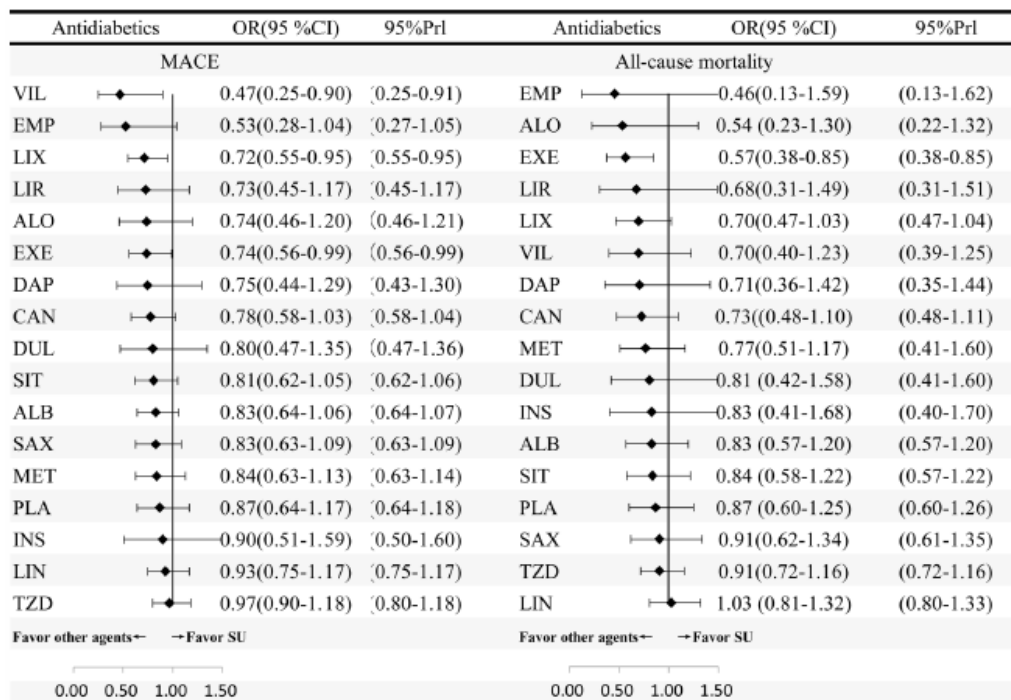 Antidiabetics OR(95 %CI) 95%Prl Antidiabetics OR(95 %CI) 95%Prl
MACE All-cause mortality
VIL 0.47(0.25-0.90) (0.25-0.91) EMP 0.46(0.13-1.59) (0.13-1.62)
EMP 0.53(0.28-1.04) (0.27-1.05) ALO 0.54 (0.23-1.30) (0.22-1.32)
LIX 0.72(0.55-0.95) (0.55-0.95) EXE 0.57(0.38-0.85) (0.38-0.85)
LIR 0.73(0.45-1.17) (0.45-1.17) LIR 0.68(0.31-1.49) (0.31-1.51)
ALO 0.74(0.46-1.20) (0.46-1.21) LIX 0.70(0.47-1.03) (0.47-1.04)
EXE 0.74(0.56-0.99) (0.56-0.99) VIL 0.70(0.40-1.23) (0.39-1.25)
DAP 0.75(0.44-1.29) (0.43-1.30) DAP 0.71(0.36-1.42) (0.35-1.44)
CAN 0.78(0.58-1.03) (0.58-1.04) CAN 0.73((0.48-1.10) (0.48-1.11)
DUL 0.80(0.47-1.35) (0.47-1.36) MET 0.77(0.51-1.17) (0.41-1.60)
SIT 0.81(0.62-1.05) (0.62-1.06) DUL 0.81 (0.42-1.58) (0.41-1.60)
ALB 0.83(0.64-1.06) (0.64-1.07) INS 0.83 (0.41-1.68) (0.40-1.70)
SAX 0.83(0.63-1.09) (0.63-1.09) ALB 0.83 (0.57-1.20) (0.57-1.20)
MET 0.84(0.63-1.13) (0.63-1.14) SIT 0.84 (0.58-1.22) (0.57-1.22)
PLA 0.87(0.64-1.17) (0.64-1.18) PLA 0.87 (0.60-1.25) (0.60-1.26)
INS 0.90(0.51-1.59) (0.50-1.60) SAX 0.91 (0.62-1.34) (0.61-1.35)
LIN 0.93(0.75-1.17) (0.75-1.17) TZD 0.91(0.72-1.16) (0.72-1.16)
TZD 0.97(0.90-1.18) (0.80-1.18) LIN 1.03 (0.81-1.32) (0.80-1.33)
Favor other agents← →Favor SU Favor other agents← →Favor SU
0.00 0.50 1.00 1.50 0.00 0.50 1.00 1.50